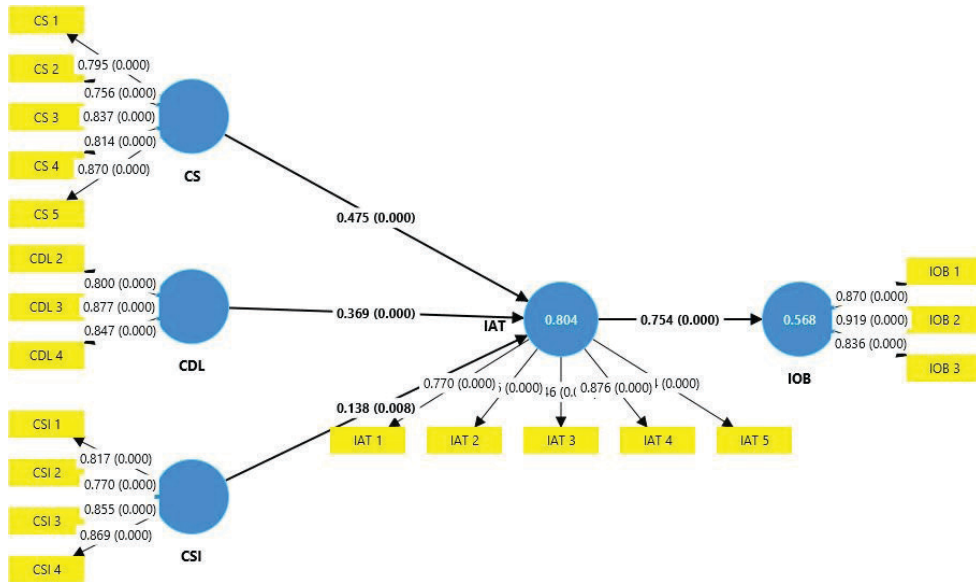 CS 1
0.795 (0.000)
CS 2
0.756 (0.000)
CS 3
0.837 (0.000)
0.814 (0.000)
CS 4
0.870 (0.000)
CS
CS 5
0.475 (0.000)
CDL 2
0.800 (0.000)
CDL 3
0.877 (0.000)
0.847 (0.000)
CDL 4
CDL
0.369 (0.000)
IAT
0.804
0.754 (0.000)
0.568
IOB
IOB 1
0.870 (0.000)
IOB 2
0.919 (0.000)
0.836 (0.000)
IOB 3
0.138 (0.008)
0.770 (0.000)
0.876 (0.000)
(0.000)
IAT 1
IAT 2
IAT 3
IAT 4
IAT 5
CSI 1
0.817 (0.000)
CSI 2
0.770 (0.000)
0.855 (0.000)
CSI 3
0.869 (0.000)
CSI 4
CSI